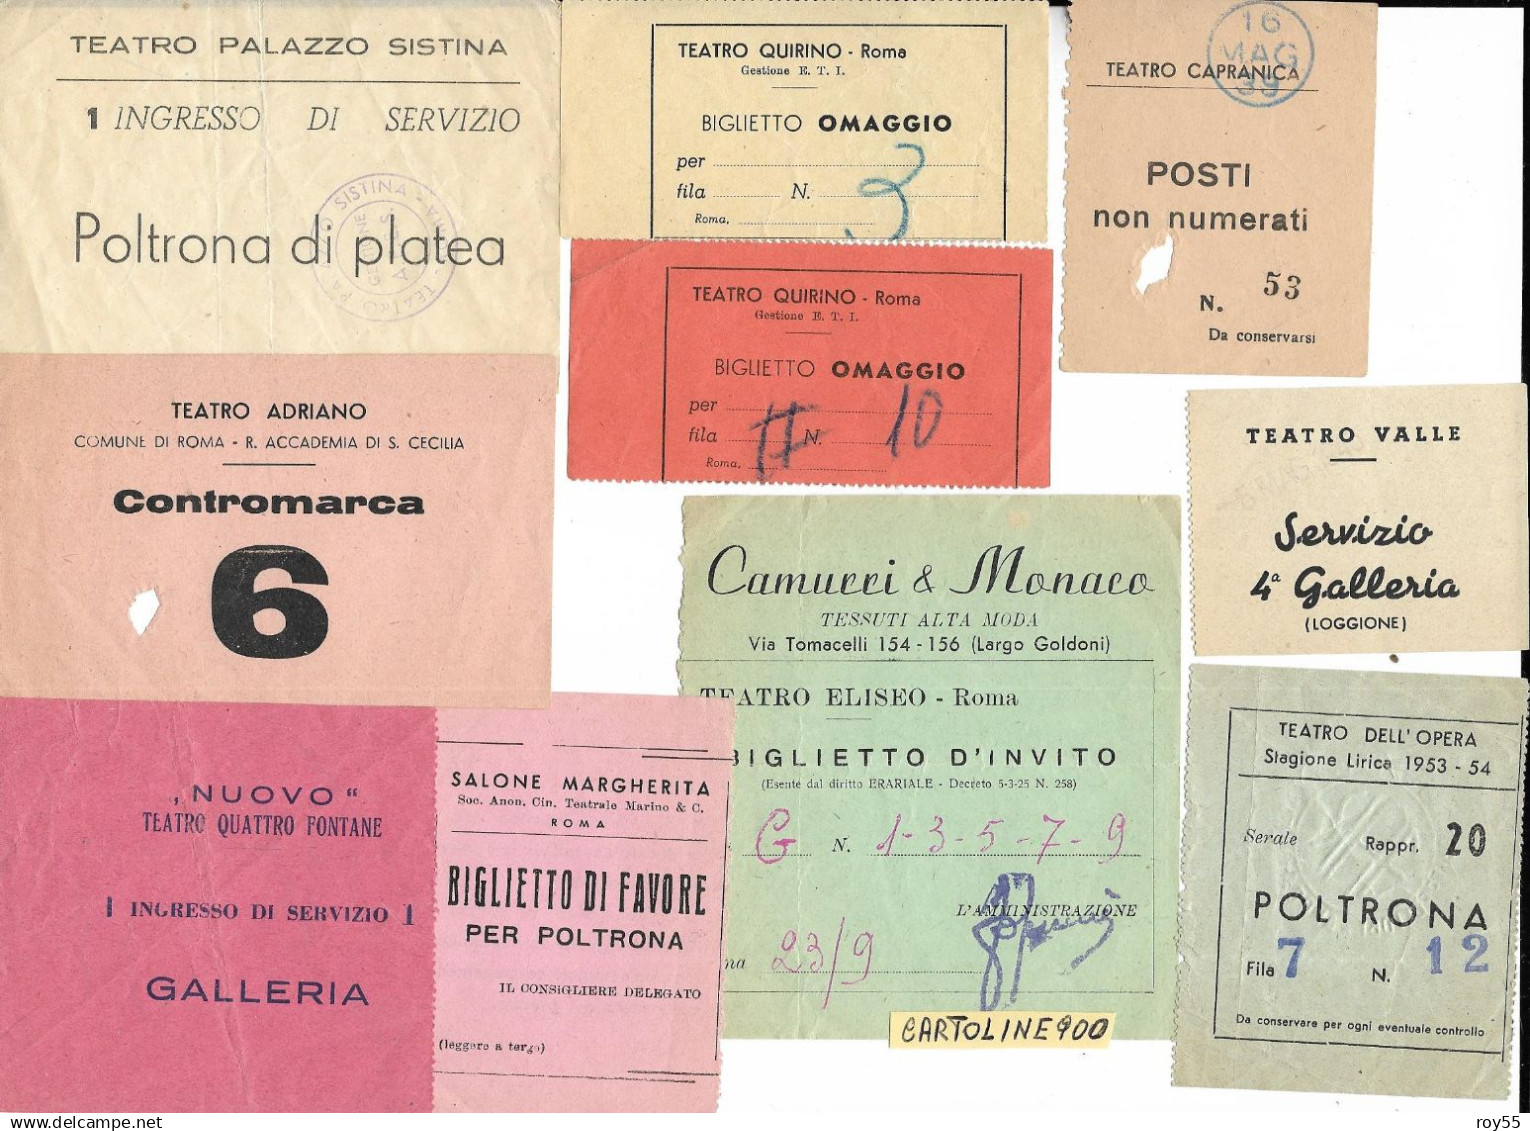 TEATRO PALAZZO SISTINA
1 INGRESSO DI SERVIZIO
Poltrona di platea
TEATRO QUIRINO - Roma
Gestione E. T. I.
BIGLIETTO OMAGGIO
per
fila N. 3
Roma,
TEATRO CAPRANICA
16
MAG
39
POSTI
non numerati
N. 53
Da conservarsi
TEATRO QUIRINO - Roma
Gestione E. T. I.
BIGLIETTO OMAGGIO
per
fila H N. 10
Roma,
TEATRO ADRIANO
COMUNE DI ROMA - R. ACCADEMIA DI S. CECILIA
Contromarca
6
TEATRO VALLE
Servizio
4ª Galleria
(LOGGIONE)
Camucci & Monaco
TESSUTI ALTA MODA
Via Tomacelli 154 - 156 (Largo Goldoni)
TEATRO ELISEO - Roma
BIGLIETTO D'INVITO
(Esente dal diritto ERARIALE - Decreto 5-3-25 N. 258)
G N. 1-3-5-7-9
L'AMMINISTRAZIONE
na 23/9
„NUOVO“
TEATRO QUATTRO FONTANE
1 INGRESSO DI SERVIZIO 1
GALLERIA
SALONE MARGHERITA
Soc. Anon. Cin. Teatrale Marino & C.
ROMA
BIGLIETTO DI FAVORE
PER POLTRONA
IL CONSIGLIERE DELEGATO
(leggere a tergo)
TEATRO DELL'OPERA
Stagione Lirica 1953 - 54
Serale Rappr. 20
POLTRONA
Fila 7 N. 12
Da conservare per ogni eventuale controllo
CARTOLINE900
roy55